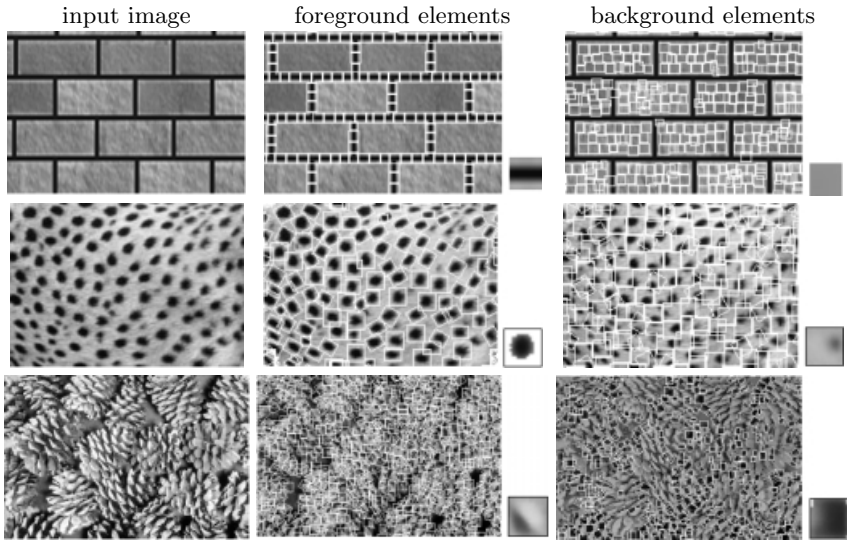 input image
foreground elements
background elements